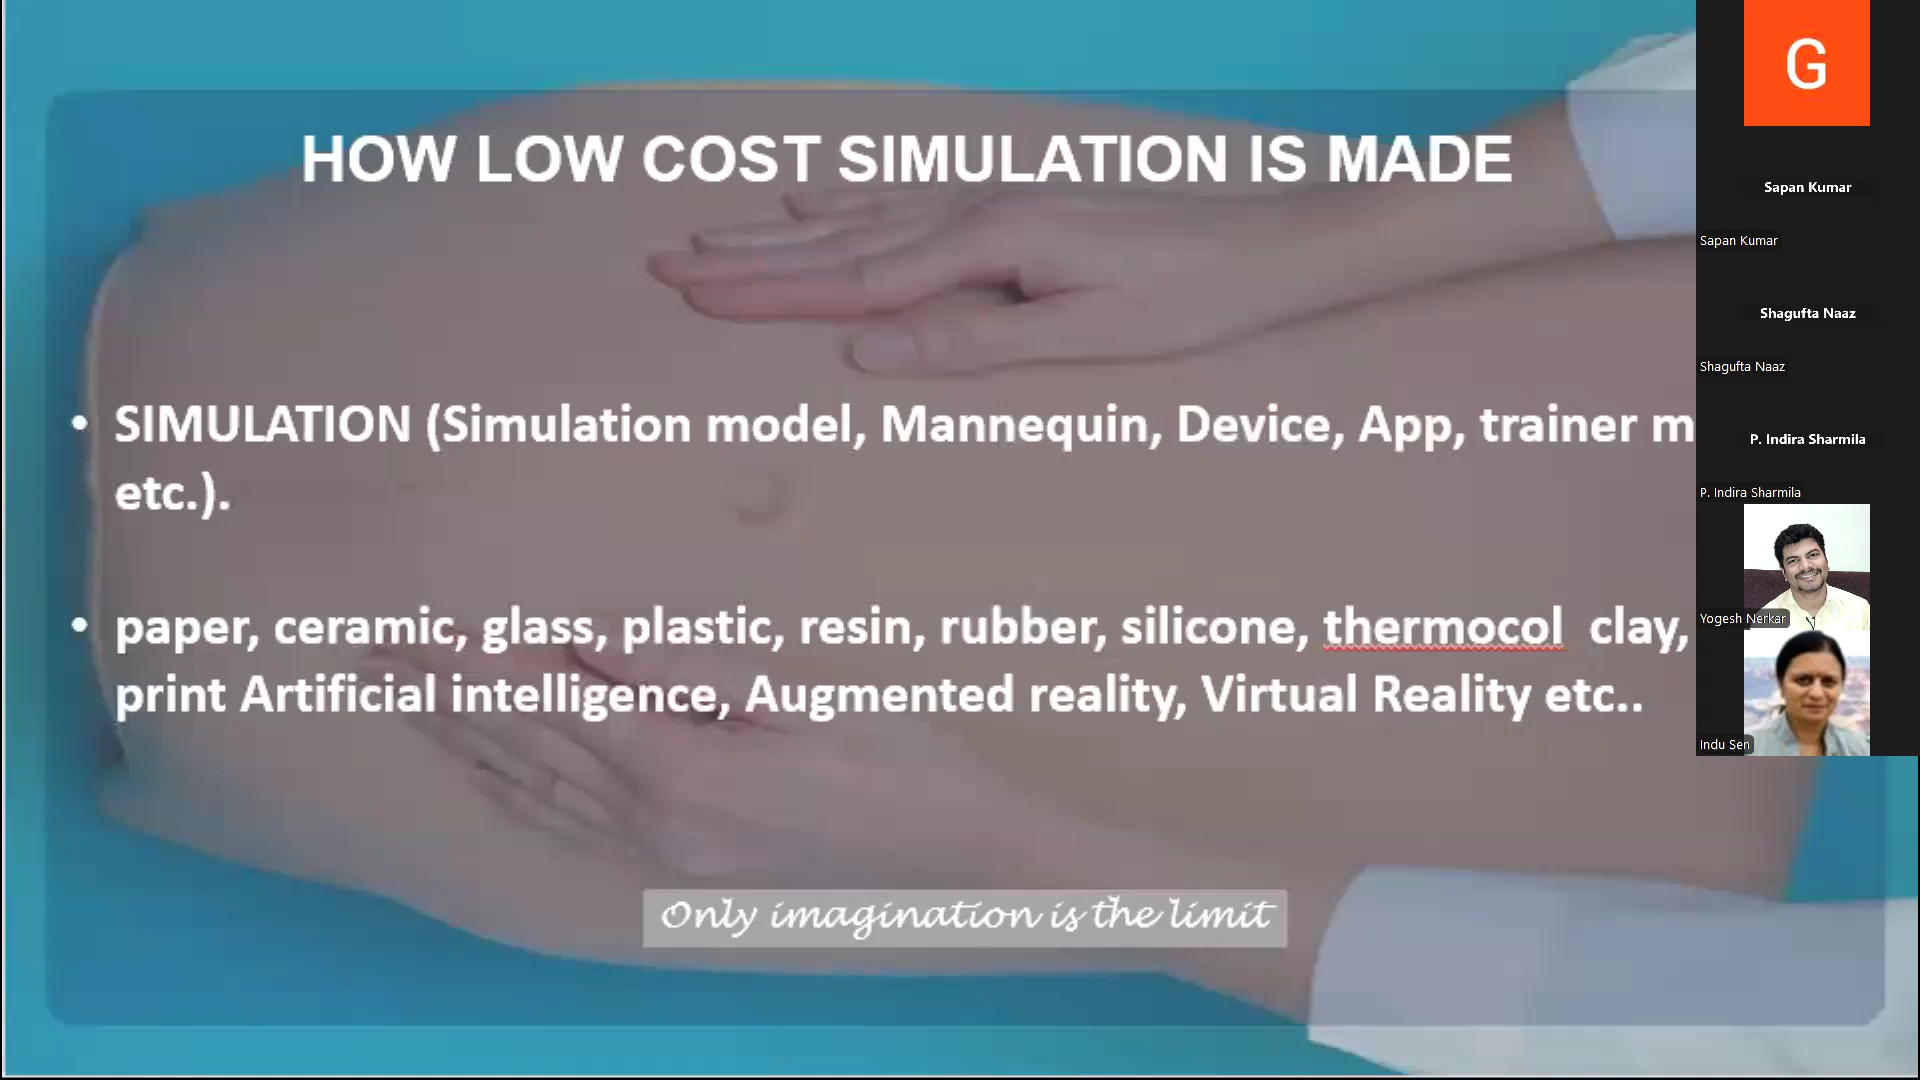 HOW LOW COST SIMULATION IS MADE
• SIMULATION (Simulation model, Mannequin, Device, App, trainer m
etc.).
• paper, ceramic, glass, plastic, resin, rubber, silicone, thermocol clay,
print Artificial intelligence, Augmented reality, Virtual Reality etc..
Only imagination is the limit
G
Sapan Kumar
Sapan Kumar
Shagufta Naaz
Shagufta Naaz
P. Indira Sharmila
P. Indira Sharmila
Yogesh Nerkar
Indu Sen